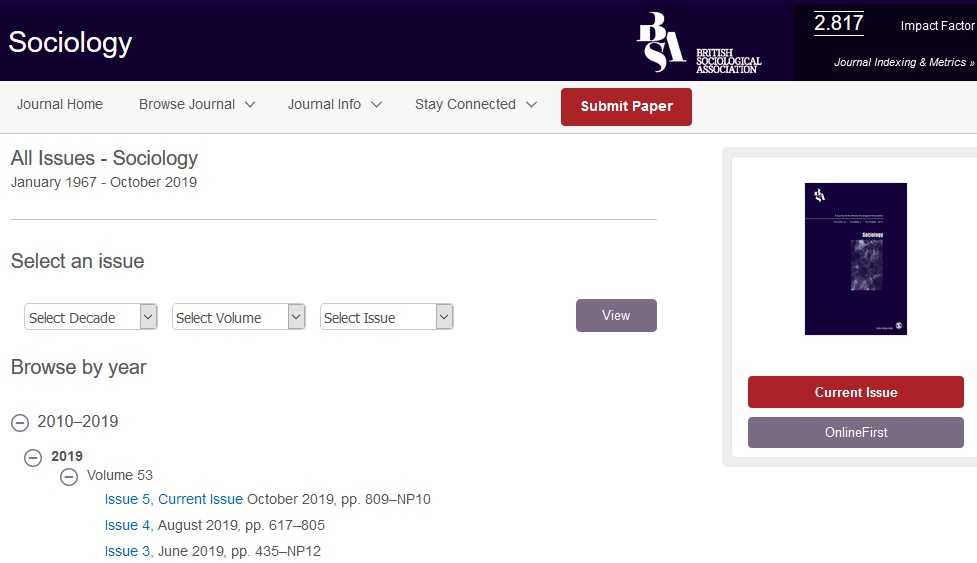 Sociology
BSA
BRITISH
SOCIOLOGICAL
ASSOCIATION
2.817 Impact Factor
Journal Indexing & Metrics »
Journal Home Browse Journal Journal Info Stay Connected Submit Paper
All Issues - Sociology
January 1967 - October 2019
Select an issue
Select Decade Select Volume Select Issue View
Browse by year
2010–2019
2019
Volume 53
Issue 5, Current Issue October 2019, pp. 809–NP10
Issue 4, August 2019, pp. 617–805
Issue 3, June 2019, pp. 435–NP12
BSA
Sociology
Current Issue
OnlineFirst